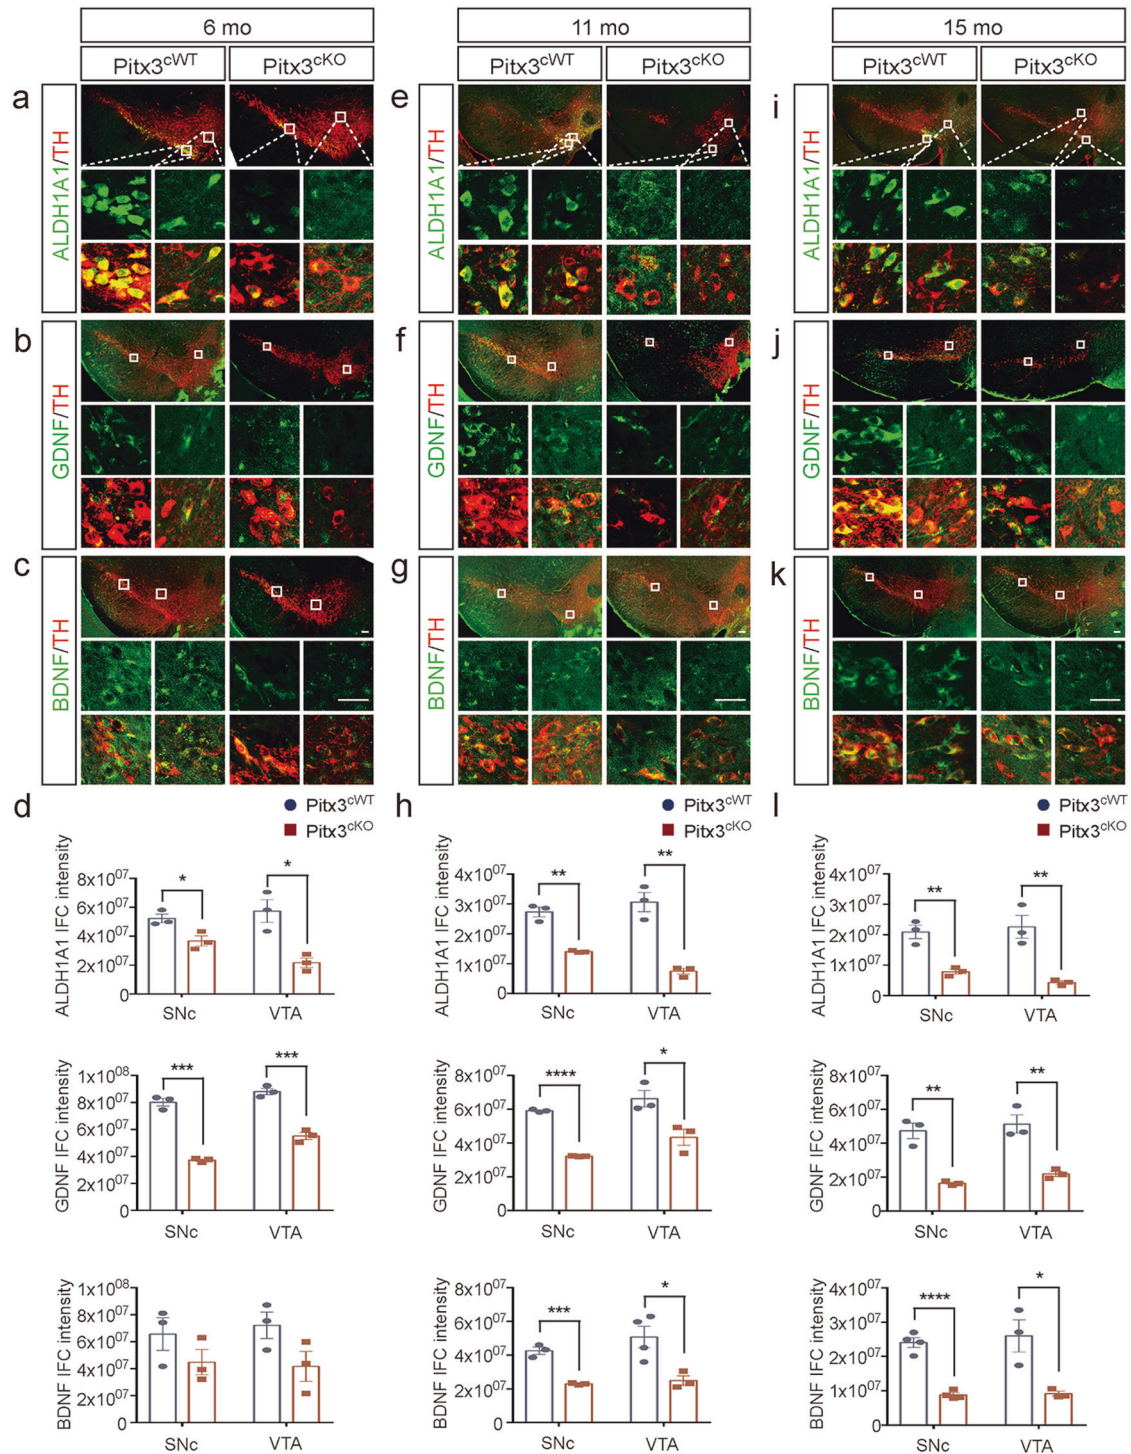 6 mo
11 mo
15 mo
Pitx3cWT
Pitx3cKO
Pitx3cWT
Pitx3cKO
Pitx3cWT
Pitx3cKO
a
ALDH1A1/TH
e
ALDH1A1/TH
i
ALDH1A1/TH
b
GDNF/TH
f
GDNF/TH
j
GDNF/TH
c
BDNF/TH
g
BDNF/TH
k
BDNF/TH
d
Pitx3cWT
Pitx3cKO
ALDH1A1 IFC intensity
8x10^07
6x10^07
4x10^07
2x10^07
0
*
*
SNc
VTA
GDNF IFC intensity
1x10^08
8x10^07
6x10^07
4x10^07
2x10^07
0
***
***
SNc
VTA
BDNF IFC intensity
1x10^08
8x10^07
6x10^07
4x10^07
2x10^07
0
SNc
VTA
h
Pitx3cWT
Pitx3cKO
ALDH1A1 IFC intensity
4x10^07
3x10^07
2x10^07
1x10^07
0
**
**
SNc
VTA
GDNF IFC intensity
8x10^07
6x10^07
4x10^07
2x10^07
0
****
*
SNc
VTA
BDNF IFC intensity
8x10^07
6x10^07
4x10^07
2x10^07
0
***
*
SNc
VTA
l
Pitx3cWT
Pitx3cKO
ALDH1A1 IFC intensity
4x10^07
3x10^07
2x10^07
1x10^07
0
**
**
SNc
VTA
GDNF IFC intensity
8x10^07
6x10^07
4x10^07
2x10^07
0
**
**
SNc
VTA
BDNF IFC intensity
4x10^07
3x10^07
2x10^07
1x10^07
0
****
*
SNc
VTA